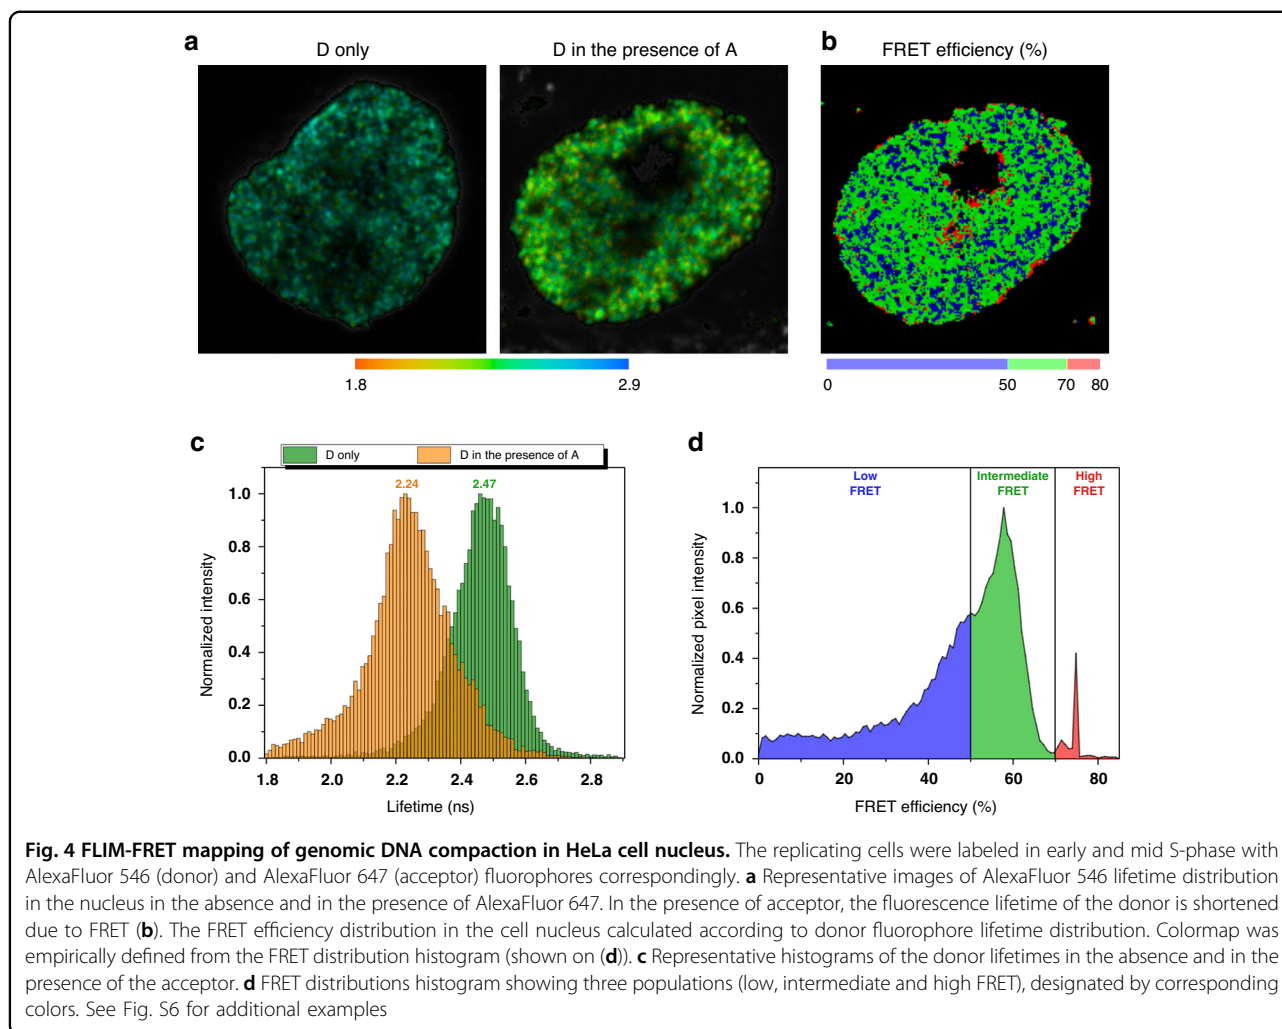 a
D only
D in the presence of A
b
FRET efficiency (%)
1.8
2.9
0
50
70
80
c
D only
D in the presence of A
2.24
2.47
1.0
0.8
0.6
0.4
0.2
0.0
Normalized intensity
1.8
2.0
2.2
2.4
2.6
2.8
Lifetime (ns)
d
Low
FRET
Intermediate
FRET
High
FRET
1.0
0.8
0.6
0.4
0.2
0.0
Normalized pixel intensity
0
20
40
60
80
FRET efficiency (%)
Fig. 4 FLIM-FRET mapping of genomic DNA compaction in HeLa cell nucleus. The replicating cells were labeled in early and mid S-phase with
AlexaFluor 546 (donor) and AlexaFluor 647 (acceptor) fluorophores correspondingly. a Representative images of AlexaFluor 546 lifetime distribution
in the nucleus in the absence and in the presence of AlexaFluor 647. In the presence of acceptor, the fluorescence lifetime of the donor is shortened
due to FRET (b). The FRET efficiency distribution in the cell nucleus calculated according to donor fluorophore lifetime distribution. Colormap was
empirically defined from the FRET distribution histogram (shown on (d)). c Representative histograms of the donor lifetimes in the absence and in the
presence of the acceptor. d FRET distributions histogram showing three populations (low, intermediate and high FRET), designated by corresponding
colors. See Fig. S6 for additional examples